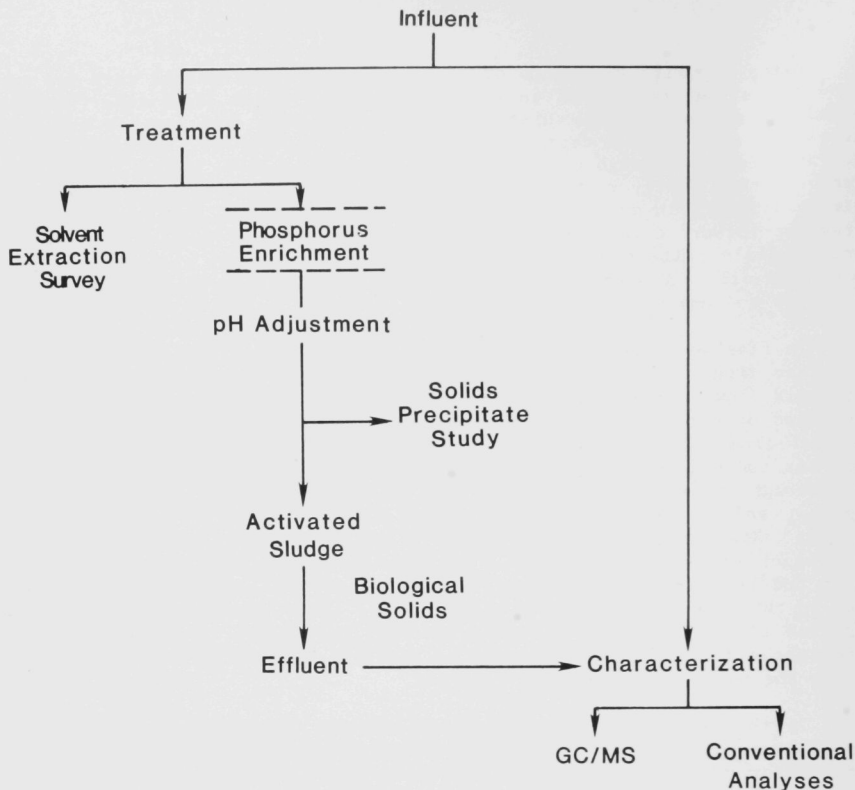 Influent
Treatment
Solvent
Extraction
Survey
Phosphorus
Enrichment
pH Adjustment
Solids
Precipitate
Study
Activated
Sludge
Biological
Solids
Effluent
Characterization
GC/MS
Conventional
Analyses